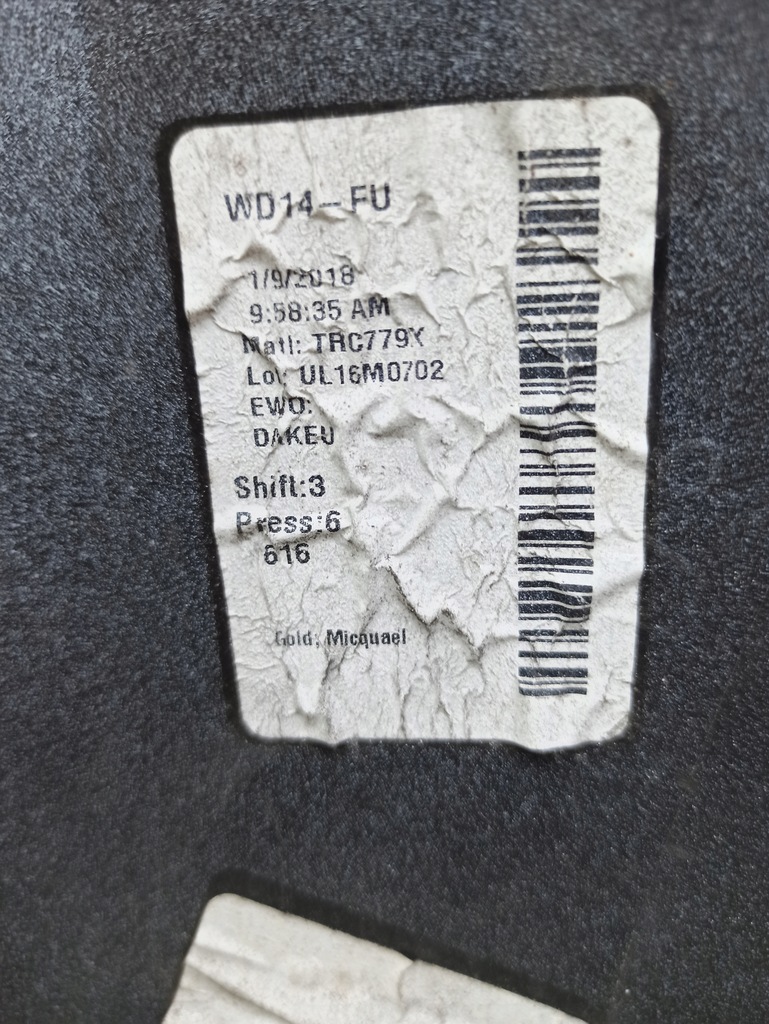 WD14-FU
1/9/2018
9:58:35 AM
Matl: TRC779Y
Lot: UL16M0702
EWO:
DAKEU
Shift:3
Press:6
616
Gold, Micquael